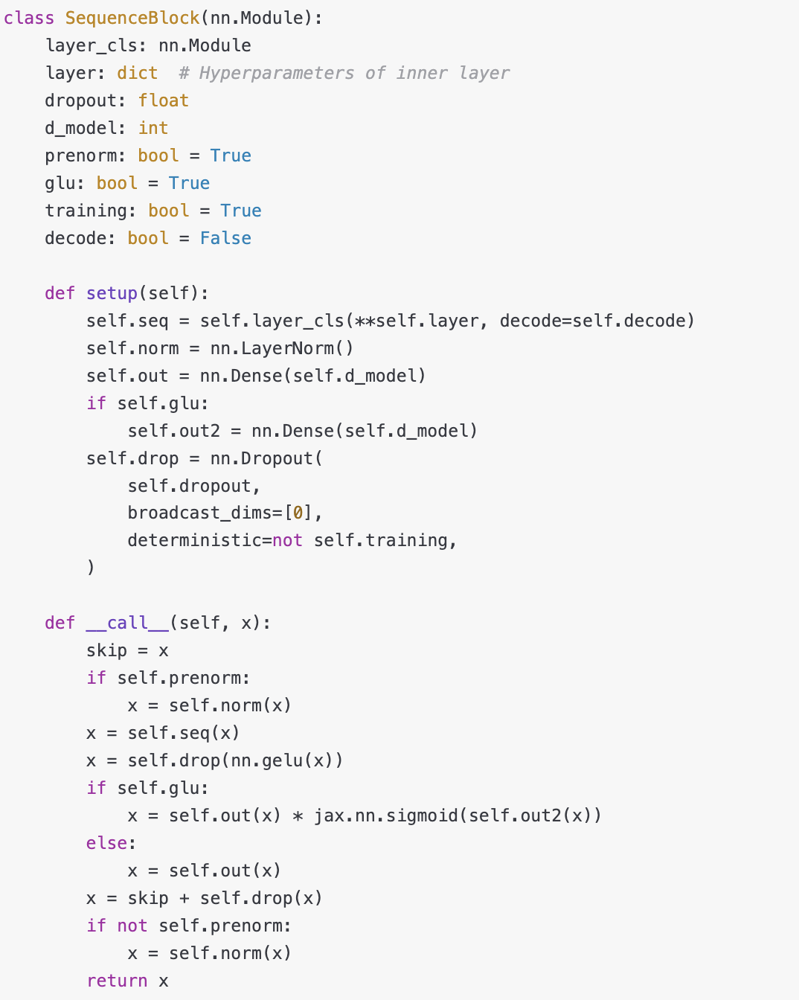 class SequenceBlock(nn.Module):
    layer_cls: nn.Module
    layer: dict  # Hyperparameters of inner layer
    dropout: float
    d_model: int
    prenorm: bool = True
    glu: bool = True
    training: bool = True
    decode: bool = False

    def setup(self):
        self.seq = self.layer_cls(**self.layer, decode=self.decode)
        self.norm = nn.LayerNorm()
        self.out = nn.Dense(self.d_model)
        if self.glu:
            self.out2 = nn.Dense(self.d_model)
        self.drop = nn.Dropout(
            self.dropout,
            broadcast_dims=[0],
            deterministic=not self.training,
        )

    def __call__(self, x):
        skip = x
        if self.prenorm:
            x = self.norm(x)
        x = self.seq(x)
        x = self.drop(nn.gelu(x))
        if self.glu:
            x = self.out(x) * jax.nn.sigmoid(self.out2(x))
        else:
            x = self.out(x)
        x = skip + self.drop(x)
        if not self.prenorm:
            x = self.norm(x)
        return x